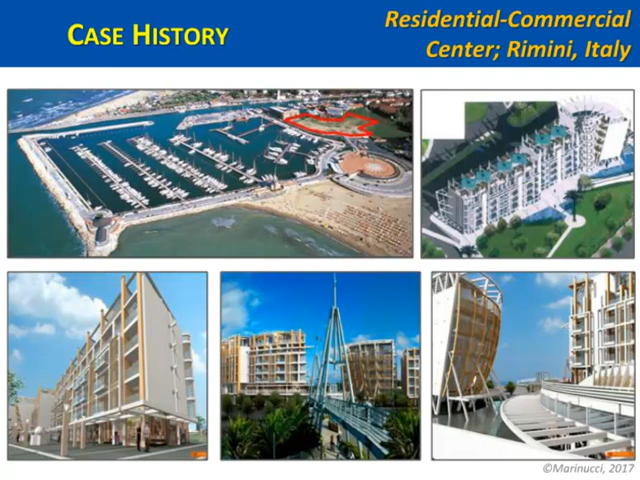 CASE HISTORY
Residential-Commercial
Center; Rimini, Italy
©Marinucci, 2017